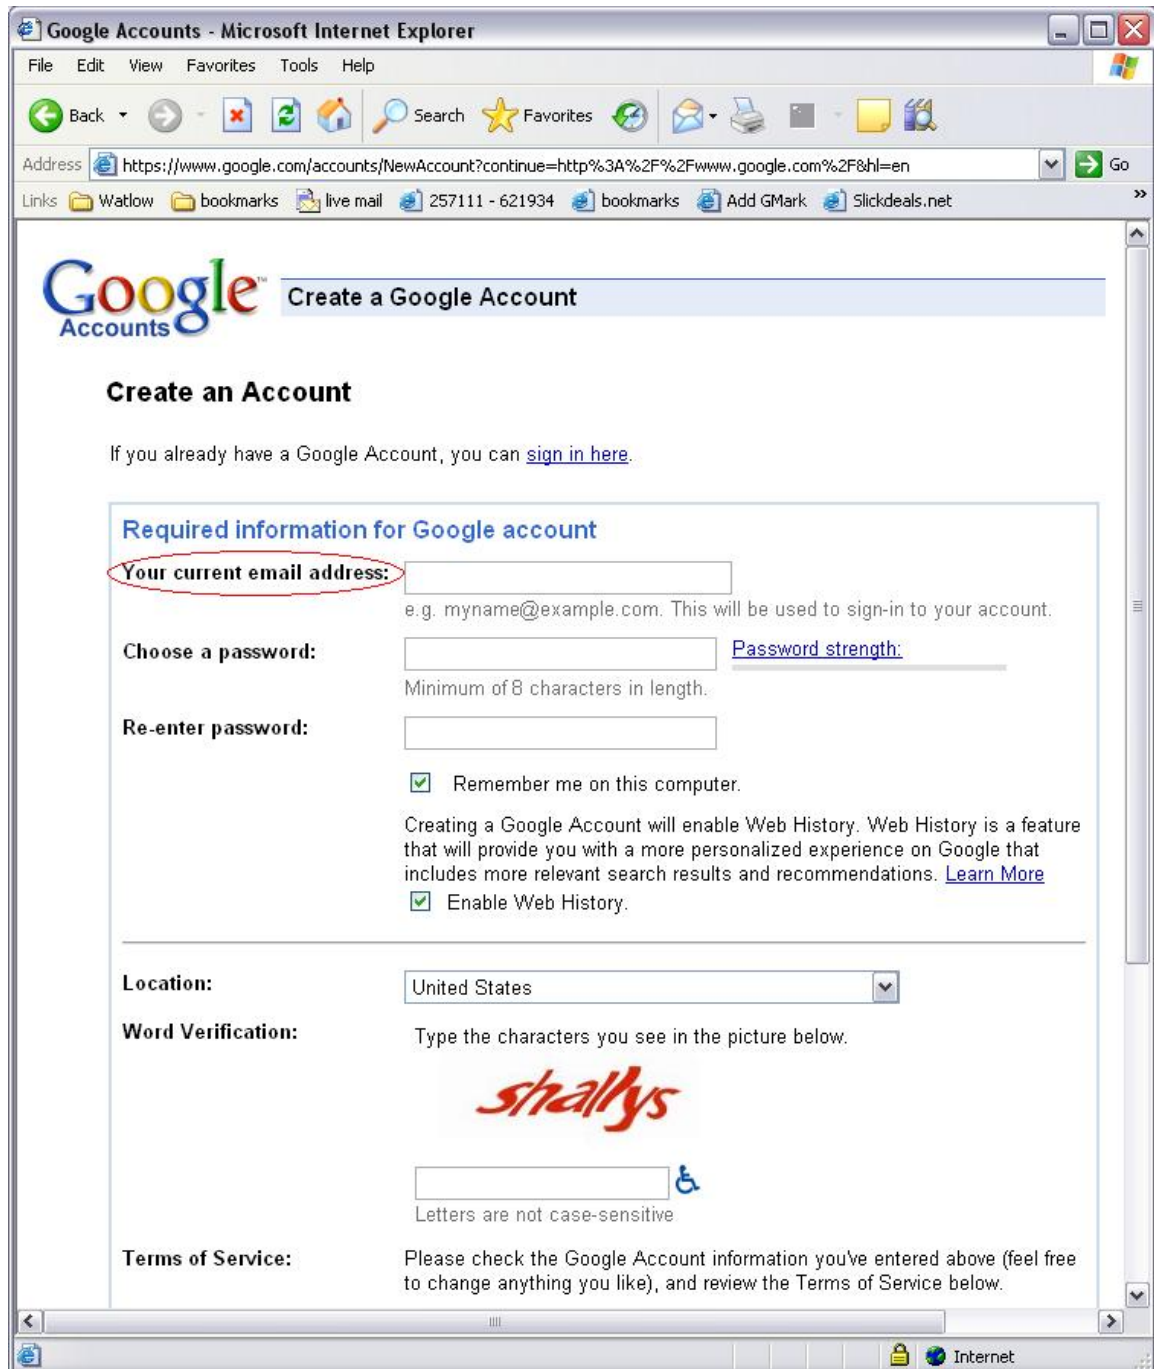 Google Accounts - Microsoft Internet Explorer
File Edit View Favorites Tools Help
Back Search Favorites
Address https://www.google.com/accounts/NewAccount?continue=http%3A%2F%2Fwww.google.com%2F&hl=en Go
Links Watlow bookmarks live mail 257111 - 621934 bookmarks Add GMark Slickdeals.net »
Google™ Accounts
Create a Google Account
Create an Account
If you already have a Google Account, you can sign in here.
Required information for Google account
Your current email address:
e.g. myname@example.com. This will be used to sign-in to your account.
Choose a password: Password strength:
Minimum of 8 characters in length.
Re-enter password:
Remember me on this computer.
Creating a Google Account will enable Web History. Web History is a feature
that will provide you with a more personalized experience on Google that
includes more relevant search results and recommendations. Learn More
Enable Web History.
Location: United States
Word Verification: Type the characters you see in the picture below.
shallys
Letters are not case-sensitive
Terms of Service: Please check the Google Account information you've entered above (feel free
to change anything you like), and review the Terms of Service below.
Internet